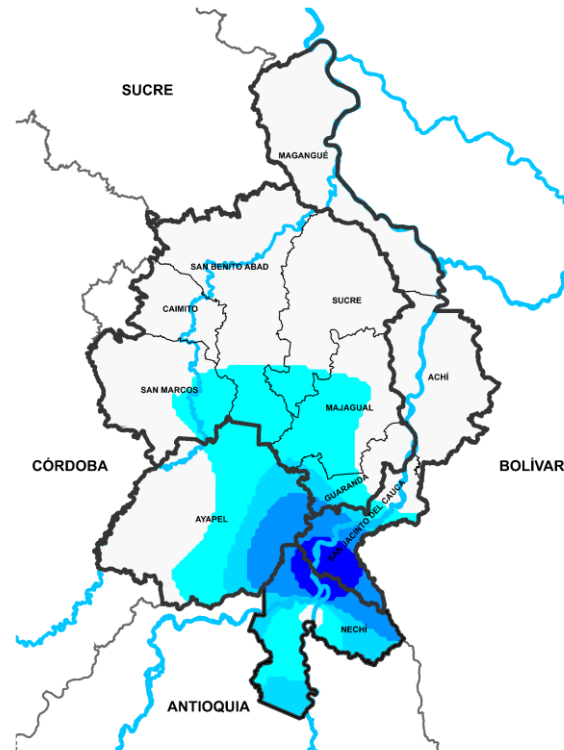 SUCRE
MAGANGUÉ
SAN BENITO ABAD
SUCRE
CAIMITO
ACHÍ
SAN MARCOS
MAJAGUAL
CÓRDOBA
BOLÍVAR
GUARANDA
SAN JACINTO DEL CAUCA
AYAPEL
NECHÍ
ANTIOQUIA